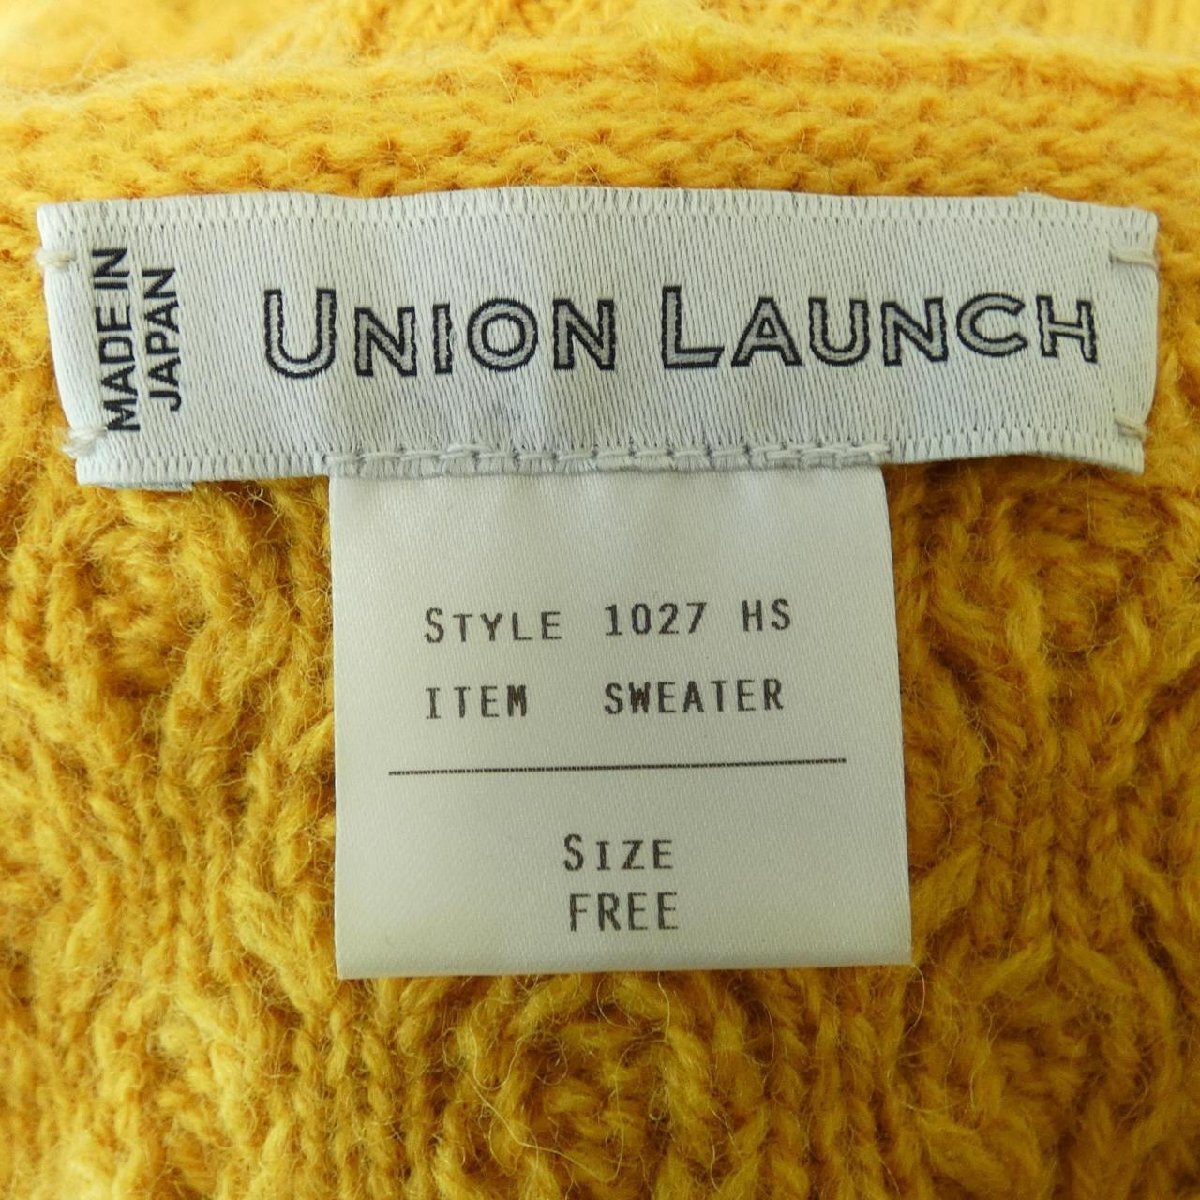 MADE IN
JAPAN
UNION LAUNCH
STYLE 1027 HS
ITEM SWEATER
SIZE
FREE